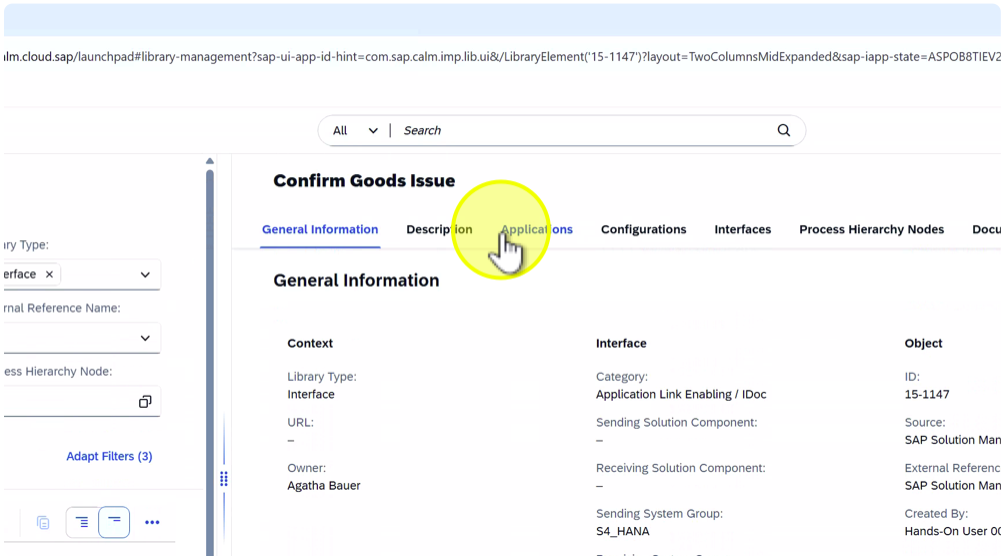 alm.cloud.sap/launchpad#library-management?sap-ui-app-id-hint=com.sap.calm.imp.lib.ui&/LibraryElement('15-1147')?layout=TwoColumnsMidExpanded&sap-iapp-state=ASPOB8TIEV2
All Search
Confirm Goods Issue
General Information Description Applications Configurations Interfaces Process Hierarchy Nodes Docu
ry Type:
erface ×
rnal Reference Name:
ess Hierarchy Node:
Adapt Filters (3)
General Information
Context Interface Object
Library Type: Category: ID:
Interface Application Link Enabling / IDoc 15-1147
URL: Sending Solution Component: Source:
– – SAP Solution Man
Owner: Receiving Solution Component: External Referenc
Agatha Bauer – SAP Solution Man
Sending System Group: Created By:
S4_HANA Hands-On User 00